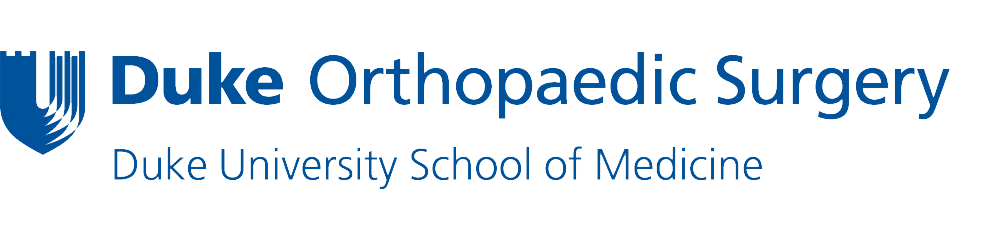 Duke Orthopaedic Surgery
Duke University School of Medicine